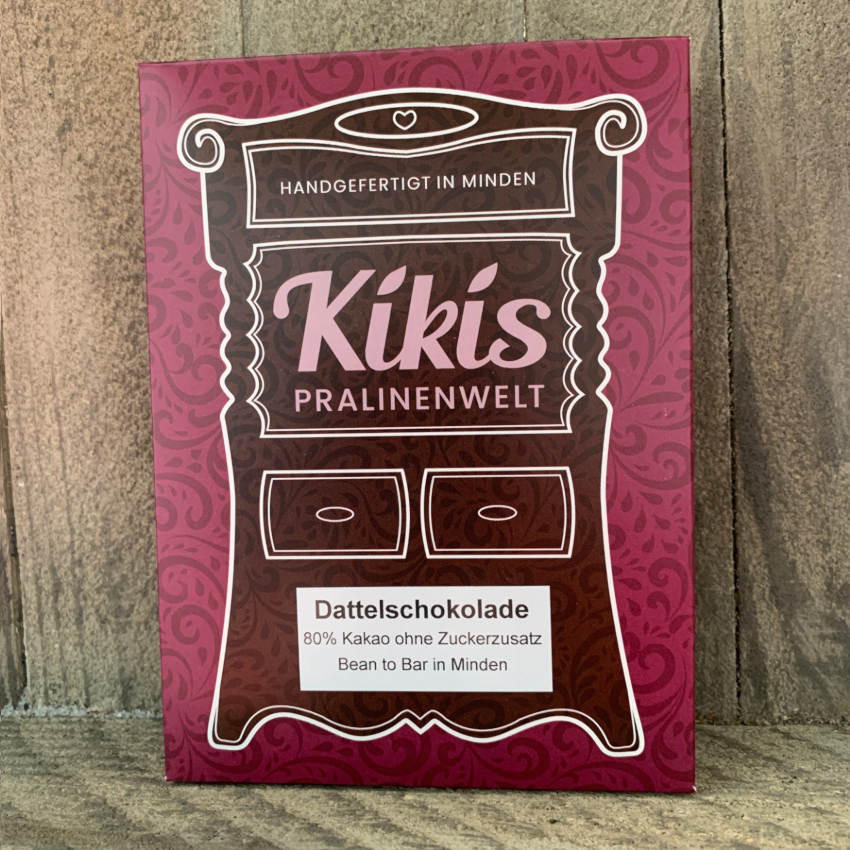 HANDGEFERTIGT IN MINDEN
Kikis
PRALINENWELT
Dattelschokolade
80% Kakao ohne Zuckerzusatz
Bean to Bar in Minden